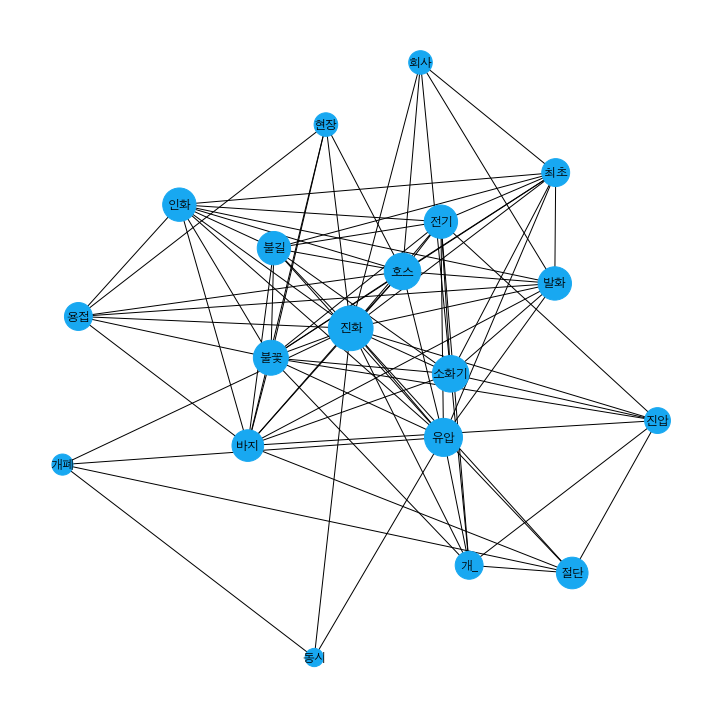 회사
현장
최초
인화
전기
불길
호스
발화
용접
진화
불꽃
소화기
진압
유압
바지
개폐
개_
절단
동시